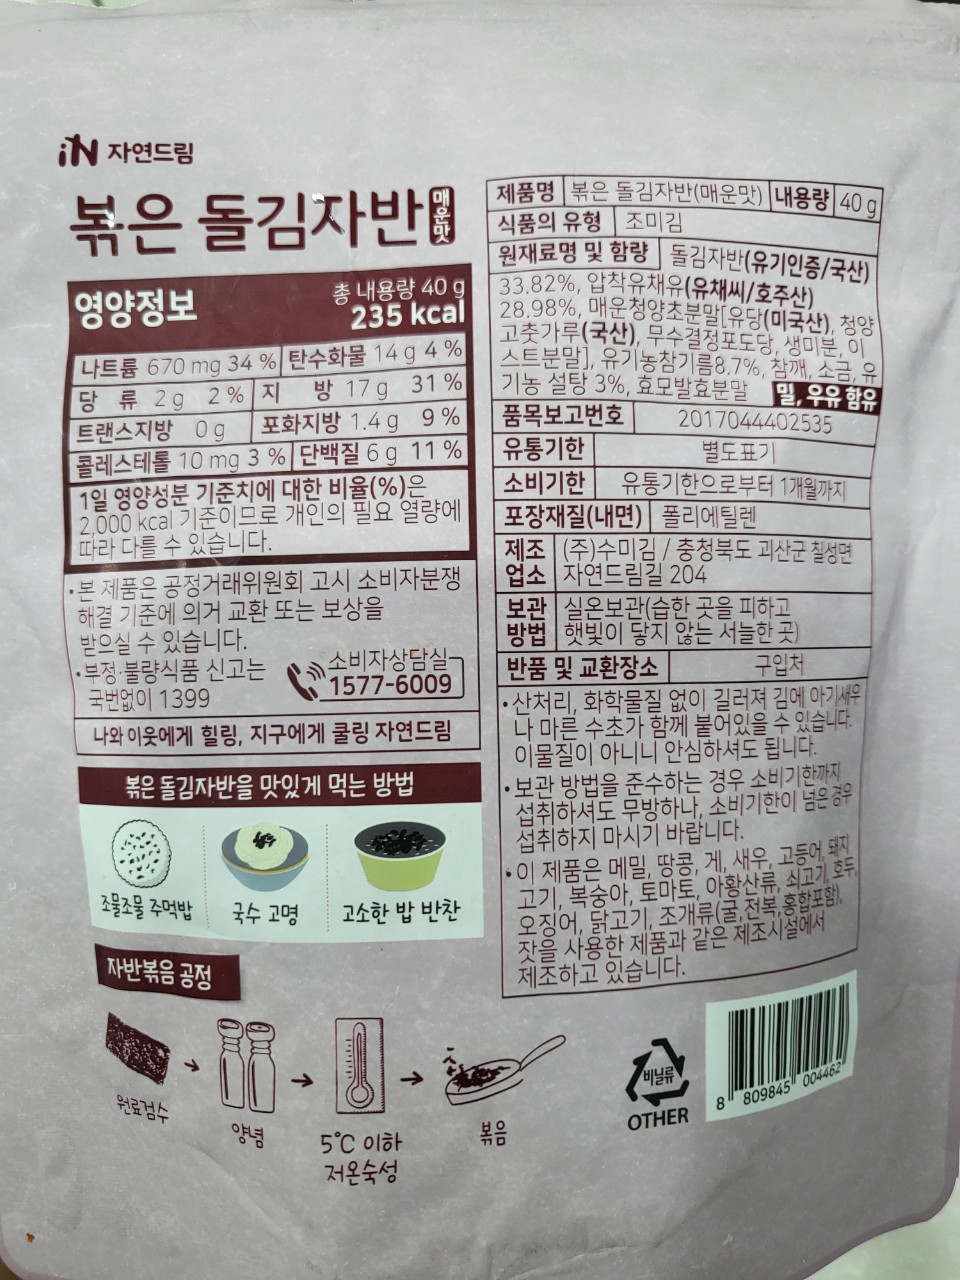 iN 자연드림
볶은 돌김자반 매운맛
영양정보
총 내용량 40 g
235 kcal
나트륨 670 mg 34 % 탄수화물 14 g 4 %
당 류 2 g 2 % 지 방 17 g 31 %
트랜스지방 0 g 포화지방 1.4 g 9 %
콜레스테롤 10 mg 3 % 단백질 6 g 11 %
1일 영양성분 기준치에 대한 비율(%)은
2,000 kcal 기준이므로 개인의 필요 열량에
따라 다를 수 있습니다.
•본 제품은 공정거래위원회 고시 소비자분쟁
해결 기준에 의거 교환 또는 보상을
받으실 수 있습니다.
•부정·불량식품 신고는
국번없이 1399
소비자상담실
1577-6009
나와 이웃에게 힐링, 지구에게 쿨링 자연드림
볶은 돌김자반을 맛있게 먹는 방법
조물조물 주먹밥
국수 고명
고소한 밥 반찬
자반볶음 공정
원료검수
양념
5℃ 이하
저온숙성
볶음
제품명 볶은 돌김자반(매운맛) 내용량 40 g
식품의 유형 조미김
원재료명 및 함량 돌김자반(유기인증/국산)
33.82%, 압착유채유(유채씨/호주산)
28.98%, 매운청양초분말[유당(미국산), 청양
고춧가루(국산), 무수결정포도당, 생미분, 이
스트분말], 유기농참기름8.7%, 참깨, 소금, 유
기농 설탕 3%, 효모발효분말 밀, 우유 함유
품목보고번호 2017044402535
유통기한 별도표기
소비기한 유통기한으로부터 1개월까지
포장재질(내면) 폴리에틸렌
제조 (주)수미김 / 충청북도 괴산군 칠성면
업소 자연드림길 204
보관 실온보관(습한 곳을 피하고
방법 햇빛이 닿지 않는 서늘한 곳)
반품 및 교환장소 구입처
•산처리, 화학물질 없이 길러져 김에 아기새우
나 마른 수초가 함께 붙어있을 수 있습니다.
이물질이 아니니 안심하셔도 됩니다.
•보관 방법을 준수하는 경우 소비기한까지
섭취하셔도 무방하나, 소비기한이 넘은 경우
섭취하지 마시기 바랍니다.
•이 제품은 메밀, 땅콩, 게, 새우, 고등어, 돼지
고기, 복숭아, 토마토, 아황산류, 쇠고기, 호두,
오징어, 닭고기, 조개류(굴,전복,홍합포함),
잣을 사용한 제품과 같은 제조시설에서
제조하고 있습니다.
비닐류
OTHER
8 809845 004462